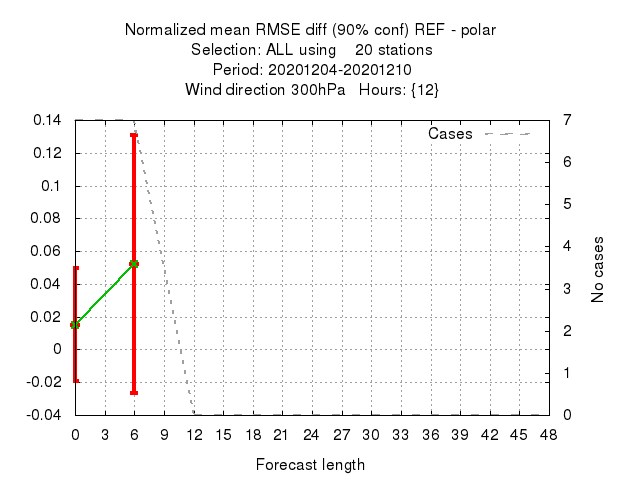 Normalized mean RMSE diff (90% conf) REF - polar
Selection: ALL using    20 stations
Period: 20201204-20201210
Wind direction 300hPa   Hours: {12}
Cases
0.14
0.12
0.1
0.08
0.06
0.04
0.02
0
-0.02
-0.04
7
6
5
4
3
2
1
0
No cases
0 3 6 9 12 15 18 21 24 27 30 33 36 39 42 45 48
Forecast length